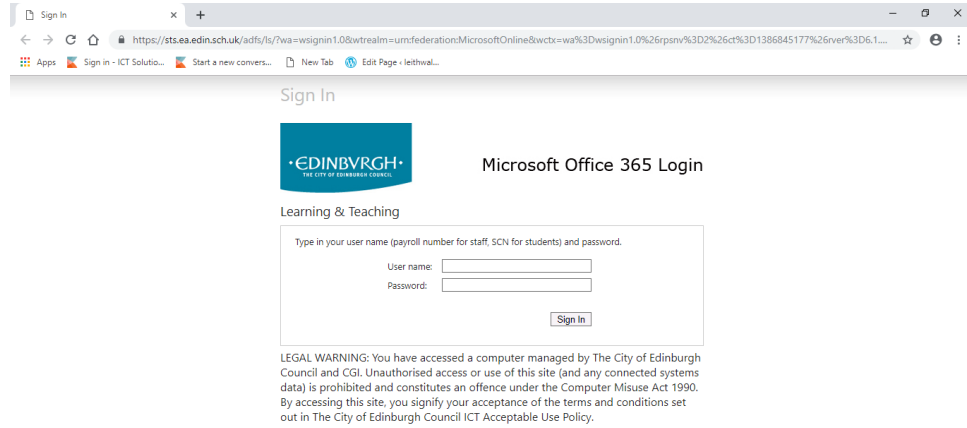 Sign In
https://sts.ea.edin.sch.uk/adfs/ls/?wa=wsignin1.0&wtrealm=urn:federation:MicrosoftOnline&wctx=wa%3Dwsignin1.0%26rpsnv%3D2%26ct%3D1386845177%26rver%3D6.1....
Apps Sign in - ICT Solutio... Start a new convers... New Tab Edit Page ‹ leithwal...
Sign In
·EDINBVRGH·
THE CITY OF EDINBURGH COUNCIL
Microsoft Office 365 Login
Learning & Teaching
Type in your user name (payroll number for staff, SCN for students) and password.
User name:
Password:
Sign In
LEGAL WARNING: You have accessed a computer managed by The City of Edinburgh
Council and CGI. Unauthorised access or use of this site (and any connected systems
data) is prohibited and constitutes an offence under the Computer Misuse Act 1990.
By accessing this site, you signify your acceptance of the terms and conditions set
out in The City of Edinburgh Council ICT Acceptable Use Policy.